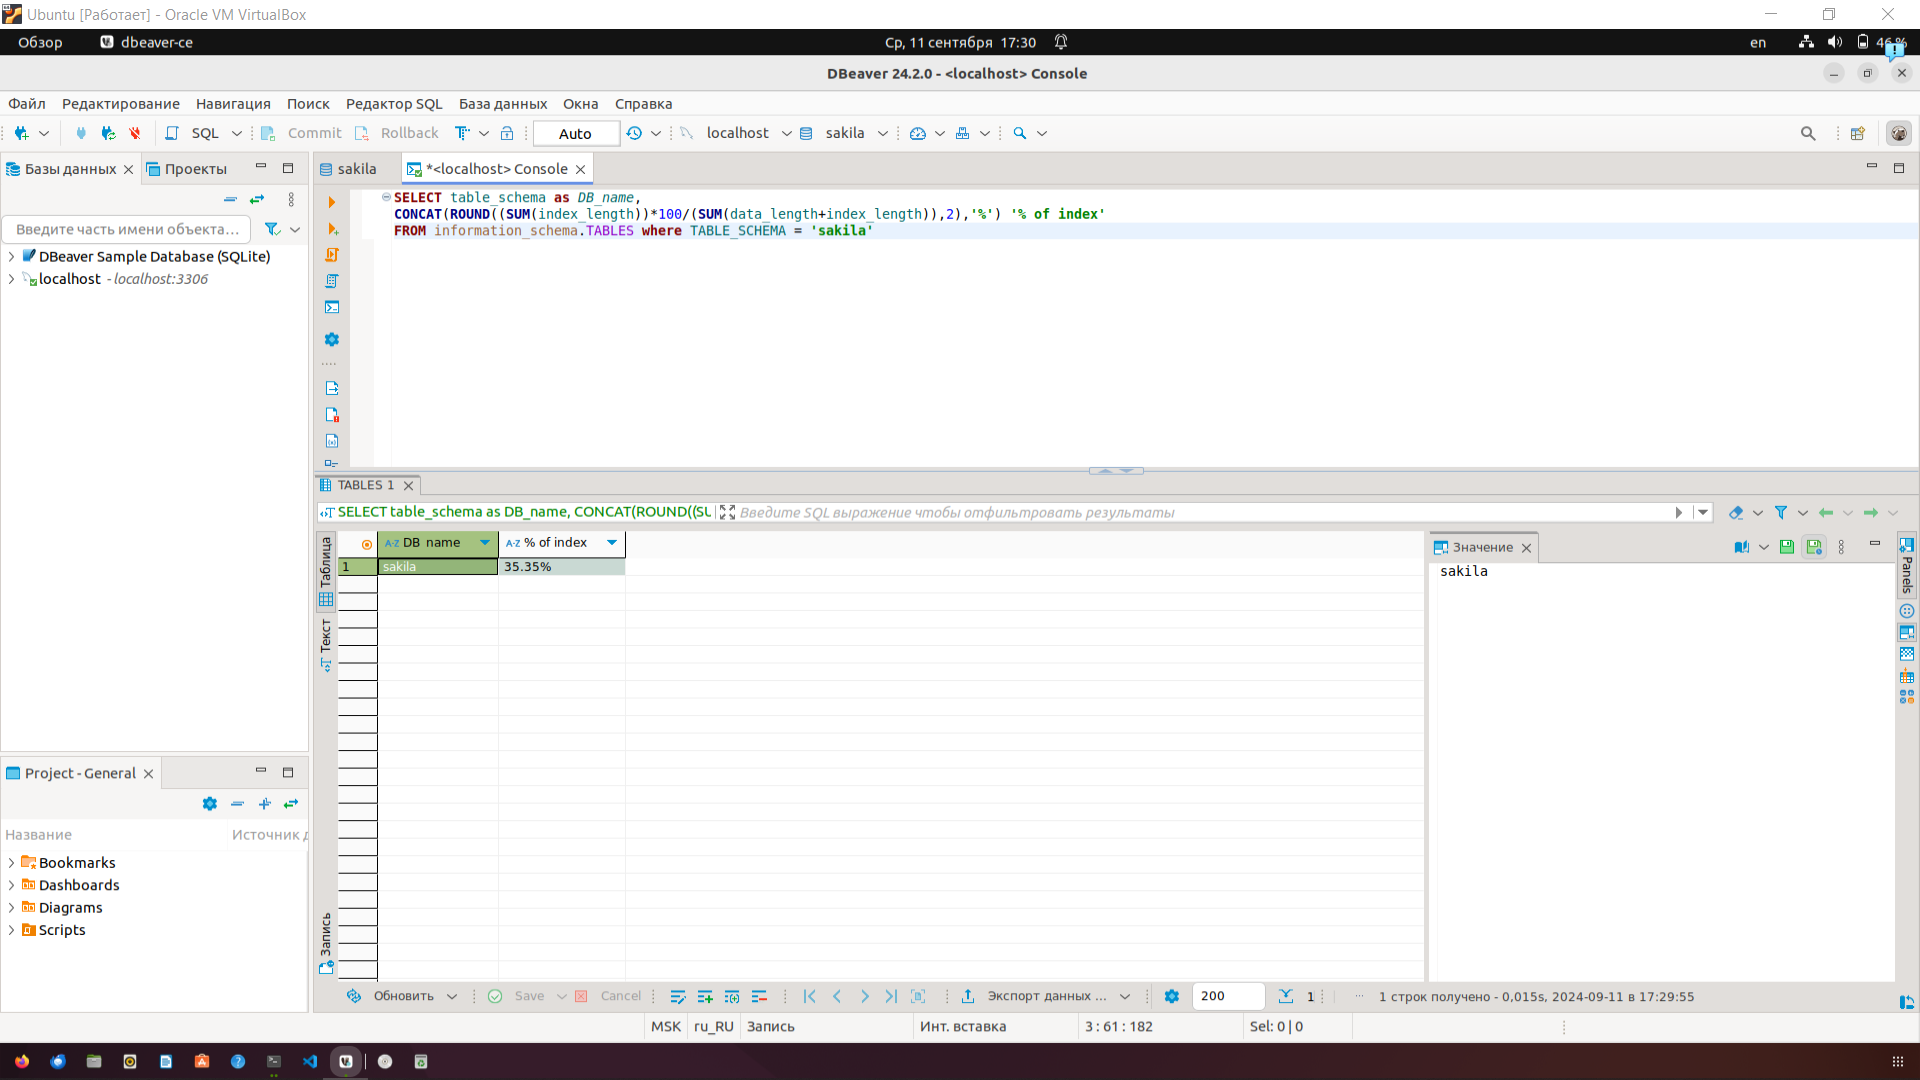 Ubuntu [Работает] - Oracle VM VirtualBox
Обзор
dbeaver-ce
Ср, 11 сентября 17:30
en
DBeaver 24.2.0 - <localhost> Console
Файл Редактирование Навигация Поиск Редактор SQL База данных Окна Справка
SQL Commit Rollback Auto localhost sakila
Базы данных
Проекты
sakila
*<localhost> Console
Введите часть имени объекта...
DBeaver Sample Database (SQLite)
localhost - localhost:3306
SELECT table_schema as DB_name,
CONCAT(ROUND((SUM(index_length))*100/(SUM(data_length+index_length)),2),'%') '% of index'
FROM information_schema.TABLES where TABLE_SCHEMA = 'sakila'
TABLES 1
SELECT table_schema as DB_name, CONCAT(ROUND((SU
Введите SQL выражение чтобы отфильтровать результаты
Таблица
Текст
Запись
DB_name
% of index
1 sakila 35.35%
Значение
sakila
Panels
Project - General
Название
Источник д
Bookmarks
Dashboards
Diagrams
Scripts
Обновить Save Cancel Экспорт данных ... 200 1 ... 1 строк получено - 0,015s, 2024-09-11 в 17:29:55
MSK ru_RU Запись Инт. вставка 3 : 61 : 182 Sel: 0 | 0